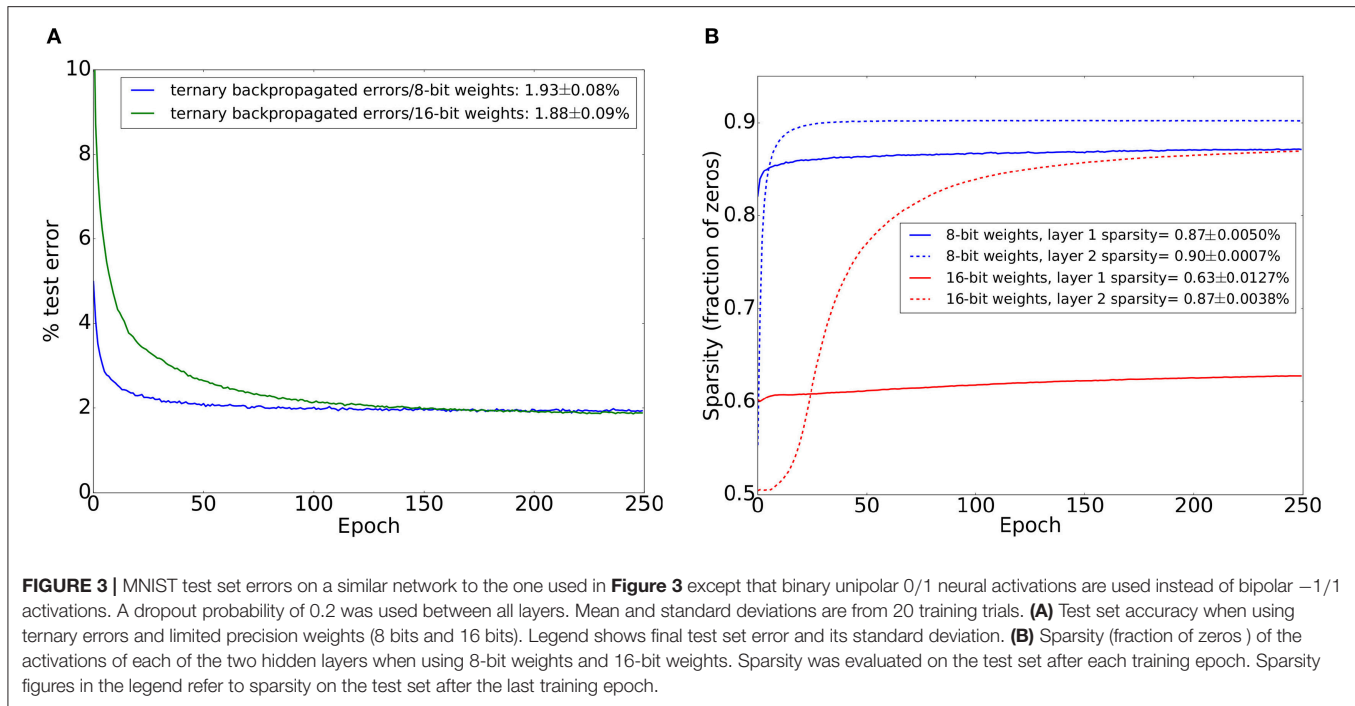 A
10
8
6
4
2
0
0
50
100
150
200
250
% test error
Epoch
ternary backpropagated errors/8-bit weights: 1.93±0.08%
ternary backpropagated errors/16-bit weights: 1.88±0.09%
B
0.9
0.8
0.7
0.6
0.5
0
50
100
150
200
250
Sparsity (fraction of zeros)
Epoch
8-bit weights, layer 1 sparsity= 0.87±0.0050%
8-bit weights, layer 2 sparsity= 0.90±0.0007%
16-bit weights, layer 1 sparsity= 0.63±0.0127%
16-bit weights, layer 2 sparsity= 0.87±0.0038%
FIGURE 3 | MNIST test set errors on a similar network to the one used in Figure 3 except that binary unipolar 0/1 neural activations are used instead of bipolar −1/1
activations. A dropout probability of 0.2 was used between all layers. Mean and standard deviations are from 20 training trials. (A) Test set accuracy when using
ternary errors and limited precision weights (8 bits and 16 bits). Legend shows final test set error and its standard deviation. (B) Sparsity (fraction of zeros ) of the
activations of each of the two hidden layers when using 8-bit weights and 16-bit weights. Sparsity was evaluated on the test set after each training epoch. Sparsity
figures in the legend refer to sparsity on the test set after the last training epoch.